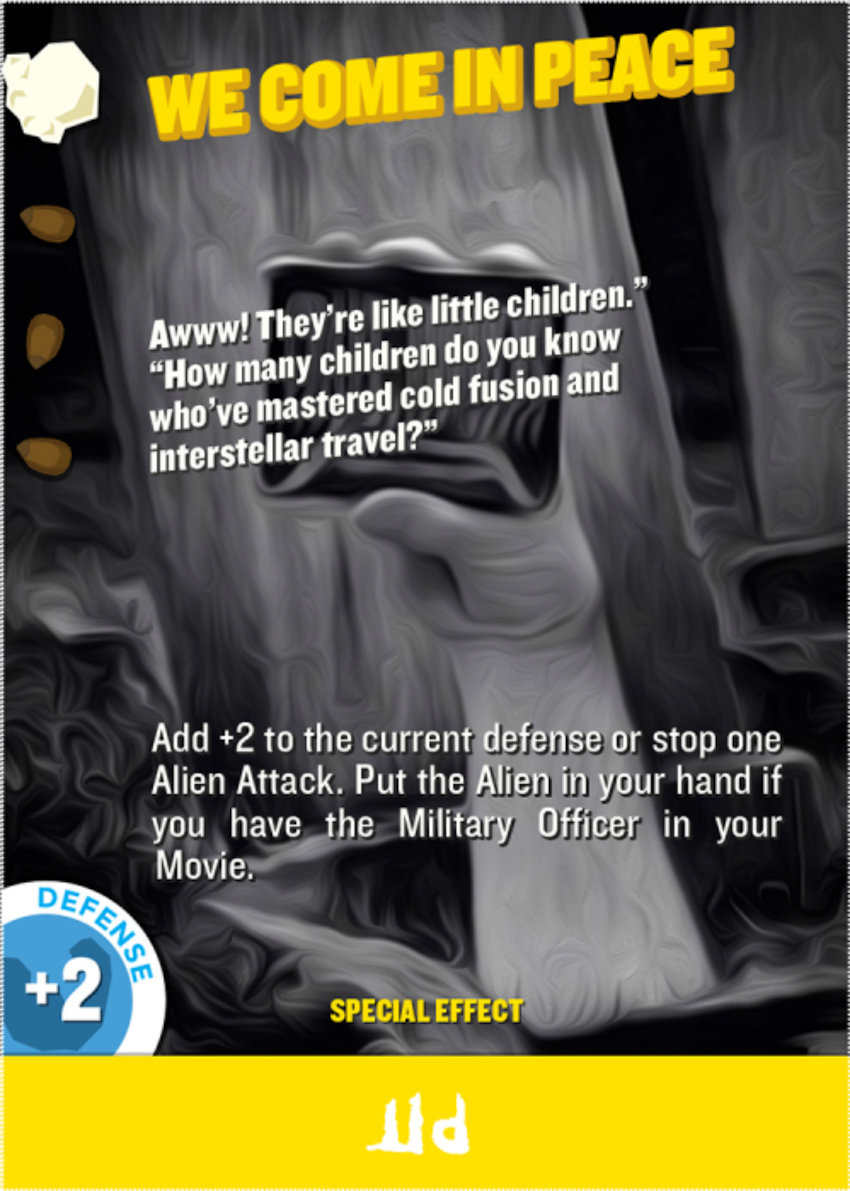 WE COME IN PEACE
Awww! They’re like little children.”
“How many children do you know
who’ve mastered cold fusion and
interstellar travel?”
Add +2 to the current defense or stop one
Alien Attack. Put the Alien in your hand if
you have the Military Officer in your
Movie.
DEFENSE
+2
SPECIAL EFFECT